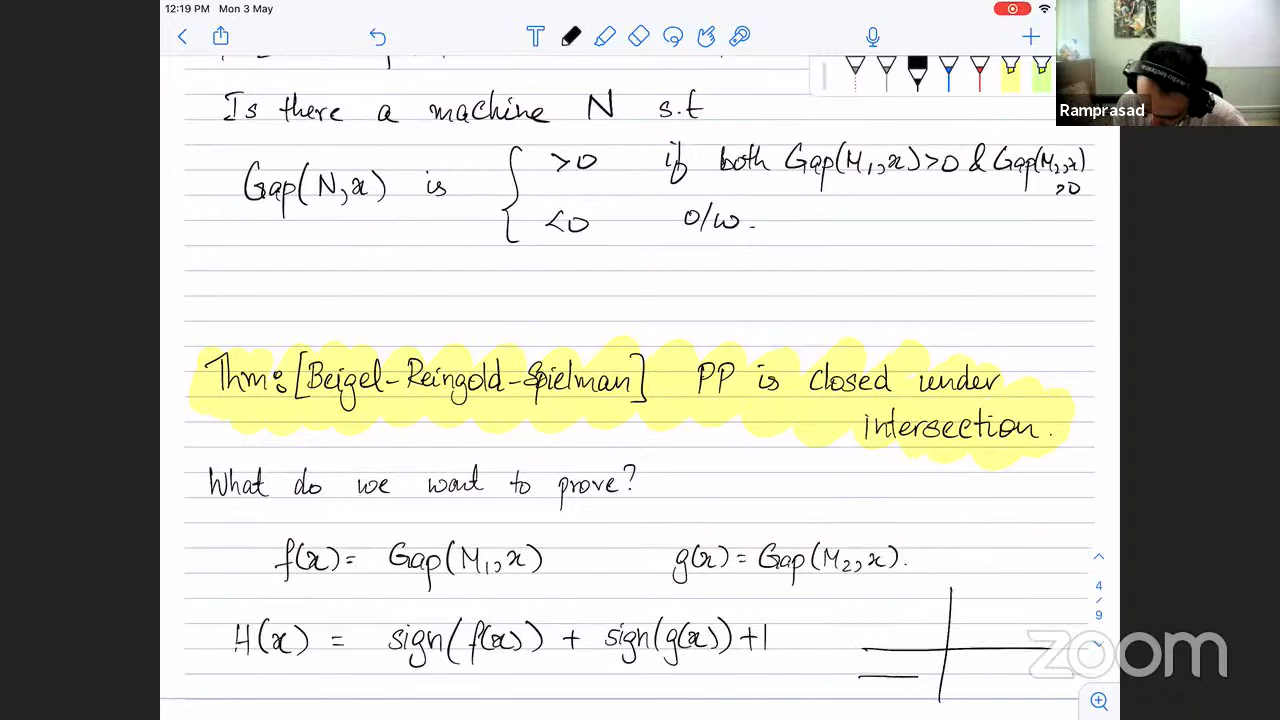 12:19 PM Mon 3 May
Ramprasad
Is there a machine N s.t
Gap(N,x) is { >0 if both Gap(M₁,x)>0 & Gap(M₂,x) >0
<0 o/w.
Thm:[Beigel-Reingold-Spielman] PP is closed under
intersection.
What do we want to prove?
f(x)= Gap(M₁,x) g(x)=Gap(M₂,x).
H(x) = sign(f(x)) + sign(g(x))+1
4
/
9
zoom